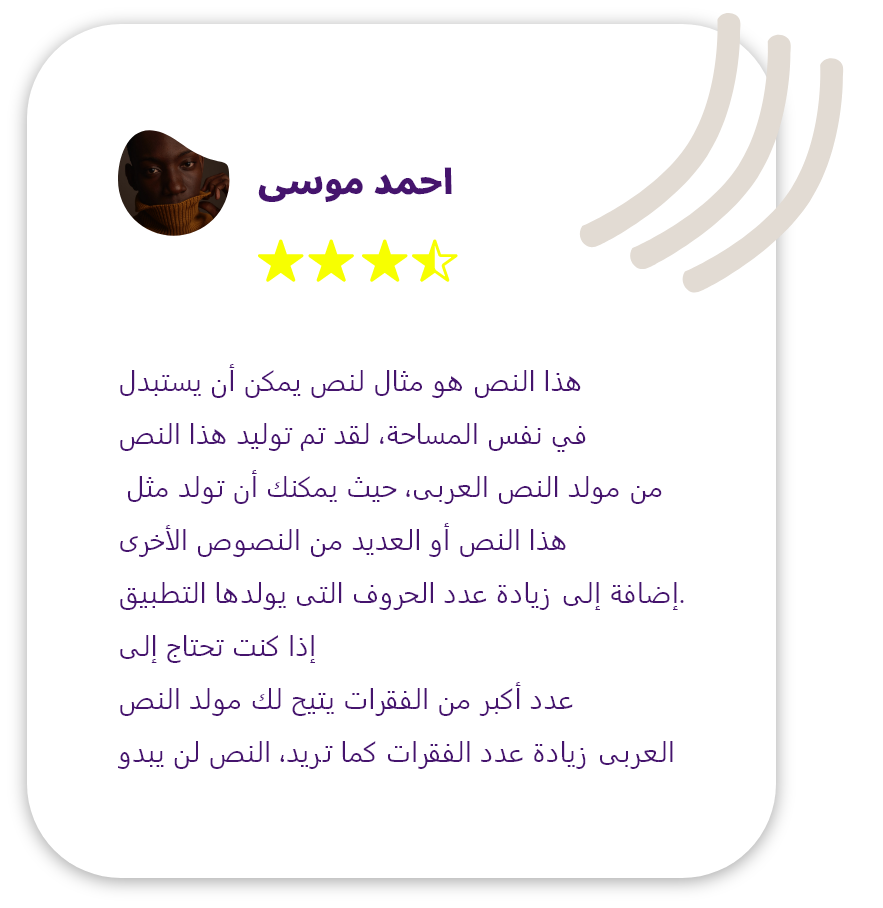 احمد موسى
هذا النص هو مثال لنص يمكن أن يستبدل
في نفس المساحة، لقد تم توليد هذا النص
من مولد النص العربى، حيث يمكنك أن تولد مثل
هذا النص أو العديد من النصوص الأخرى
إضافة إلى زيادة عدد الحروف التى يولدها التطبيق.
إذا كنت تحتاج إلى
عدد أكبر من الفقرات يتيح لك مولد النص
العربى زيادة عدد الفقرات كما تريد، النص لن يبدو